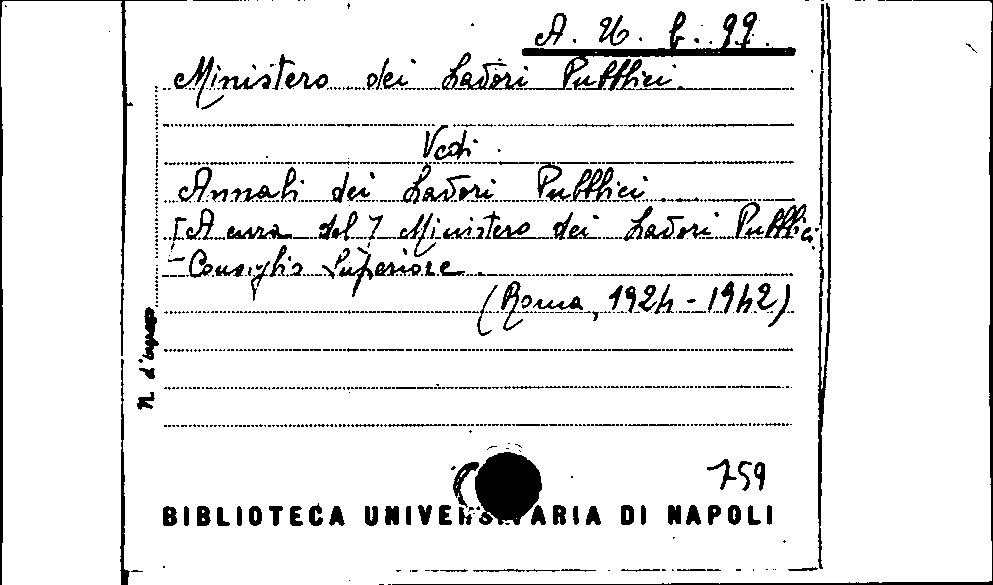 A. U. b. 99.
Ministero dei Lavori Pubblici.
Vedi.
Annali dei Lavori Pubblici...
[A cura del] Ministero dei Lavori Pubblici
- Consiglio Superiore.
(Roma, 1924-1942)
N. d'ingresso
759
BIBLIOTECA UNIVERSITARIA DI NAPOLI